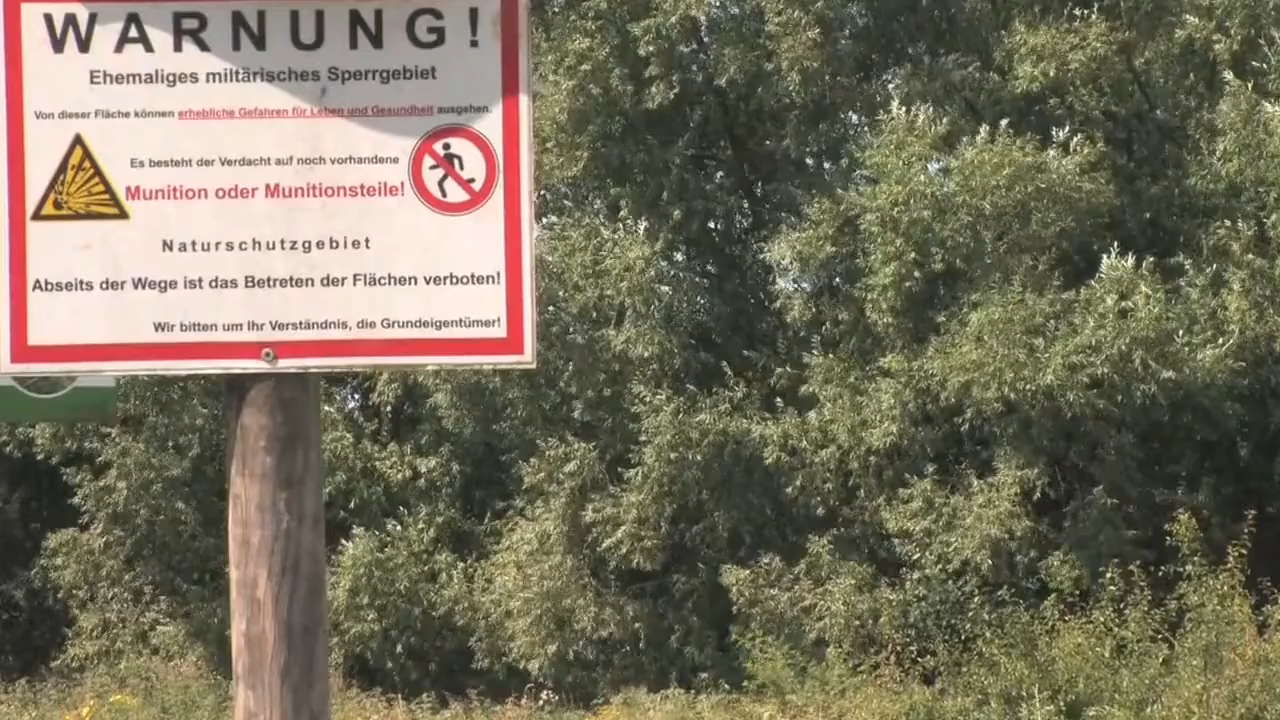 WARNUNG!
Ehemaliges miltärisches Sperrgebiet
Von dieser Fläche können erhebliche Gefahren für Leben und Gesundheit ausgehen.
Es besteht der Verdacht auf noch vorhandene
Munition oder Munitionsteile!
Naturschutzgebiet
Abseits der Wege ist das Betreten der Flächen verboten!
Wir bitten um Ihr Verständnis, die Grundeigentümer!